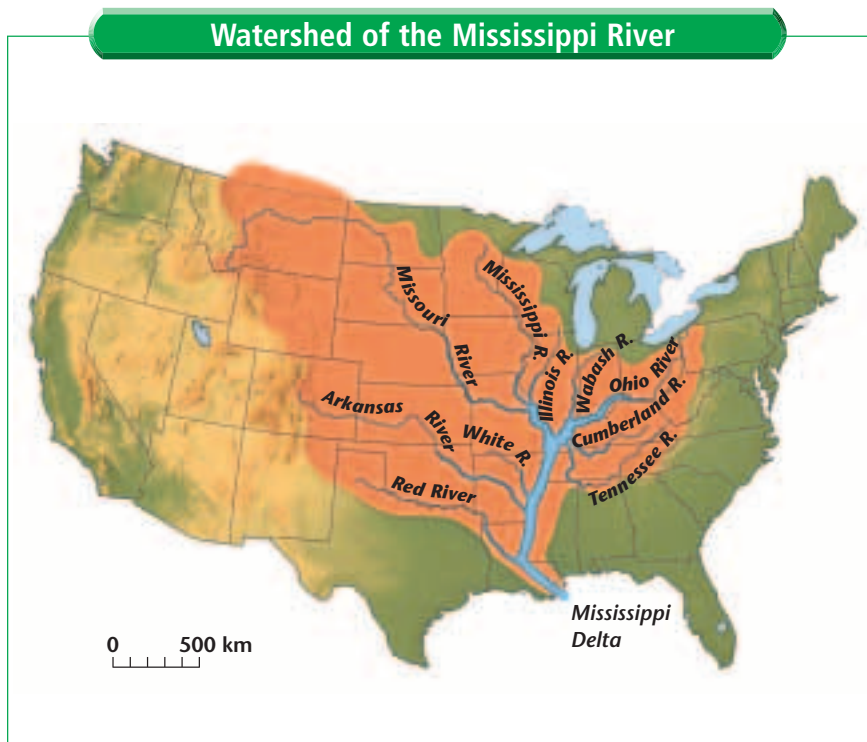 Watershed of the Mississippi River
Missouri River
Mississippi R.
Illinois R.
Wabash R.
Ohio River
Cumberland R.
Tennessee R.
Arkansas River
White R.
Red River
Mississippi
Delta
0 500 km